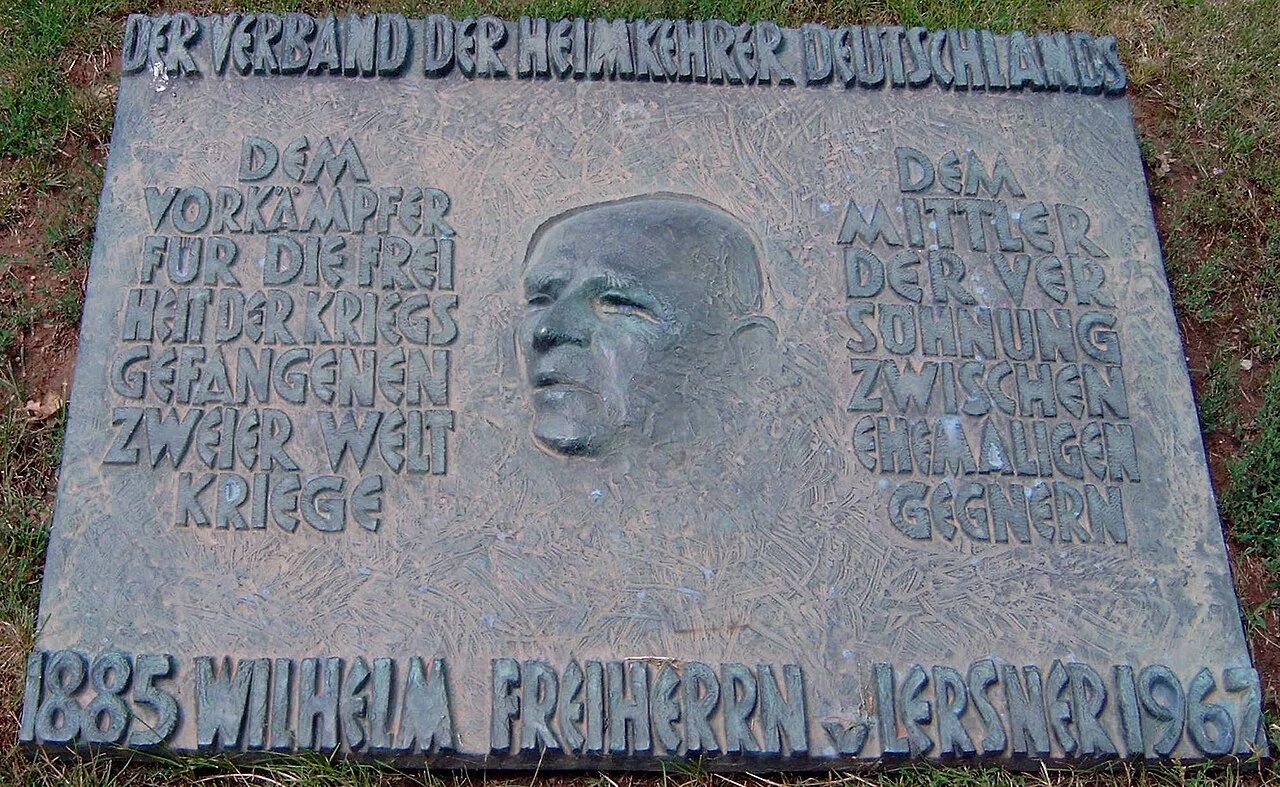 DER VERBAND DER HEIMKEHRER DEUTSCHLANDS
DEM
VORKÄMPFER
FÜR DIE FREI
HEIT DER KRIEGS
GEFANGENEN
ZWEIER WELT
KRIEGE
DEM
MITTLER
DER VER
SÖHNUNG
ZWISCHEN
EHEMALIGEN
GEGNERN
1885 WILHELM FREIHERRN v LERSNER 1967